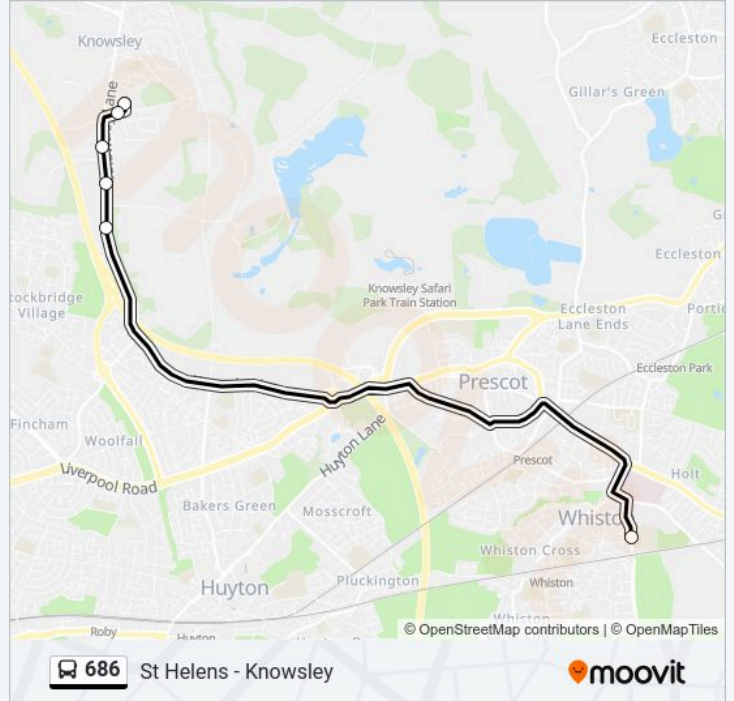 Knowsley
Eccleston
Gillar's Green
Lane
G
Eccleston
Knowsley Safari
Park Train Station
tockbridge
Village
Eccleston
Lane Ends
Portic
Eccleston Park
Prescot
Fincham
Woolfall
Huyton Lane
Liverpool Road
Prescot
Holt
Bakers Green
Mosscroft
Whisto
Whiston Cross
Huyton
Pluckington
Whiston
Whiston
Roby
Huyton
© OpenStreetMap contributors | © OpenMapTiles
686 St Helens - Knowsley
moovit